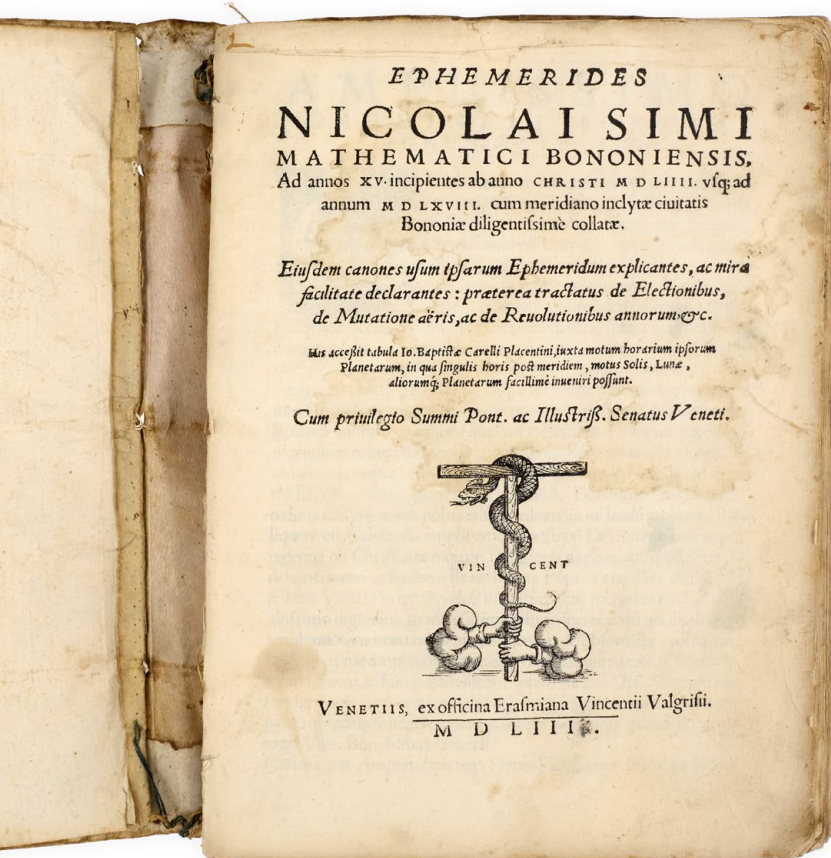 EPHEMERIDES
NICOLAI SIMI
MATHEMATICI BONONIENSIS,
Ad annos XV. incipientes ab anno CHRISTI M D LIIII. vſq; ad
annum M D LXVIII. cum meridiano inclytæ ciuitatis
Bononiæ diligentiſsimè collatæ.
Eiuſdem canones uſum ipſarum Ephemeridum explicantes, ac mira
facilitate declarantes : præterea tractatus de Electionibus,
de Mutatione aëris, ac de Reuolutionibus annorum, &c.
His acceßit tabula Io. Baptiſtæ Carelli Placentini, iuxta motum horarium ipſorum
Planetarum, in qua ſingulis horis poſt meridiem, motus Solis, Lunæ,
aliorumq; Planetarum facillimè inueniri poſſunt.
Cum priuilegio Summi Pont. ac Illuſtriß. Senatus Veneti.
VIN CENT
VENETIIS, ex officina Eraſmiana Vincentii Valgriſii.
M D LIIII.